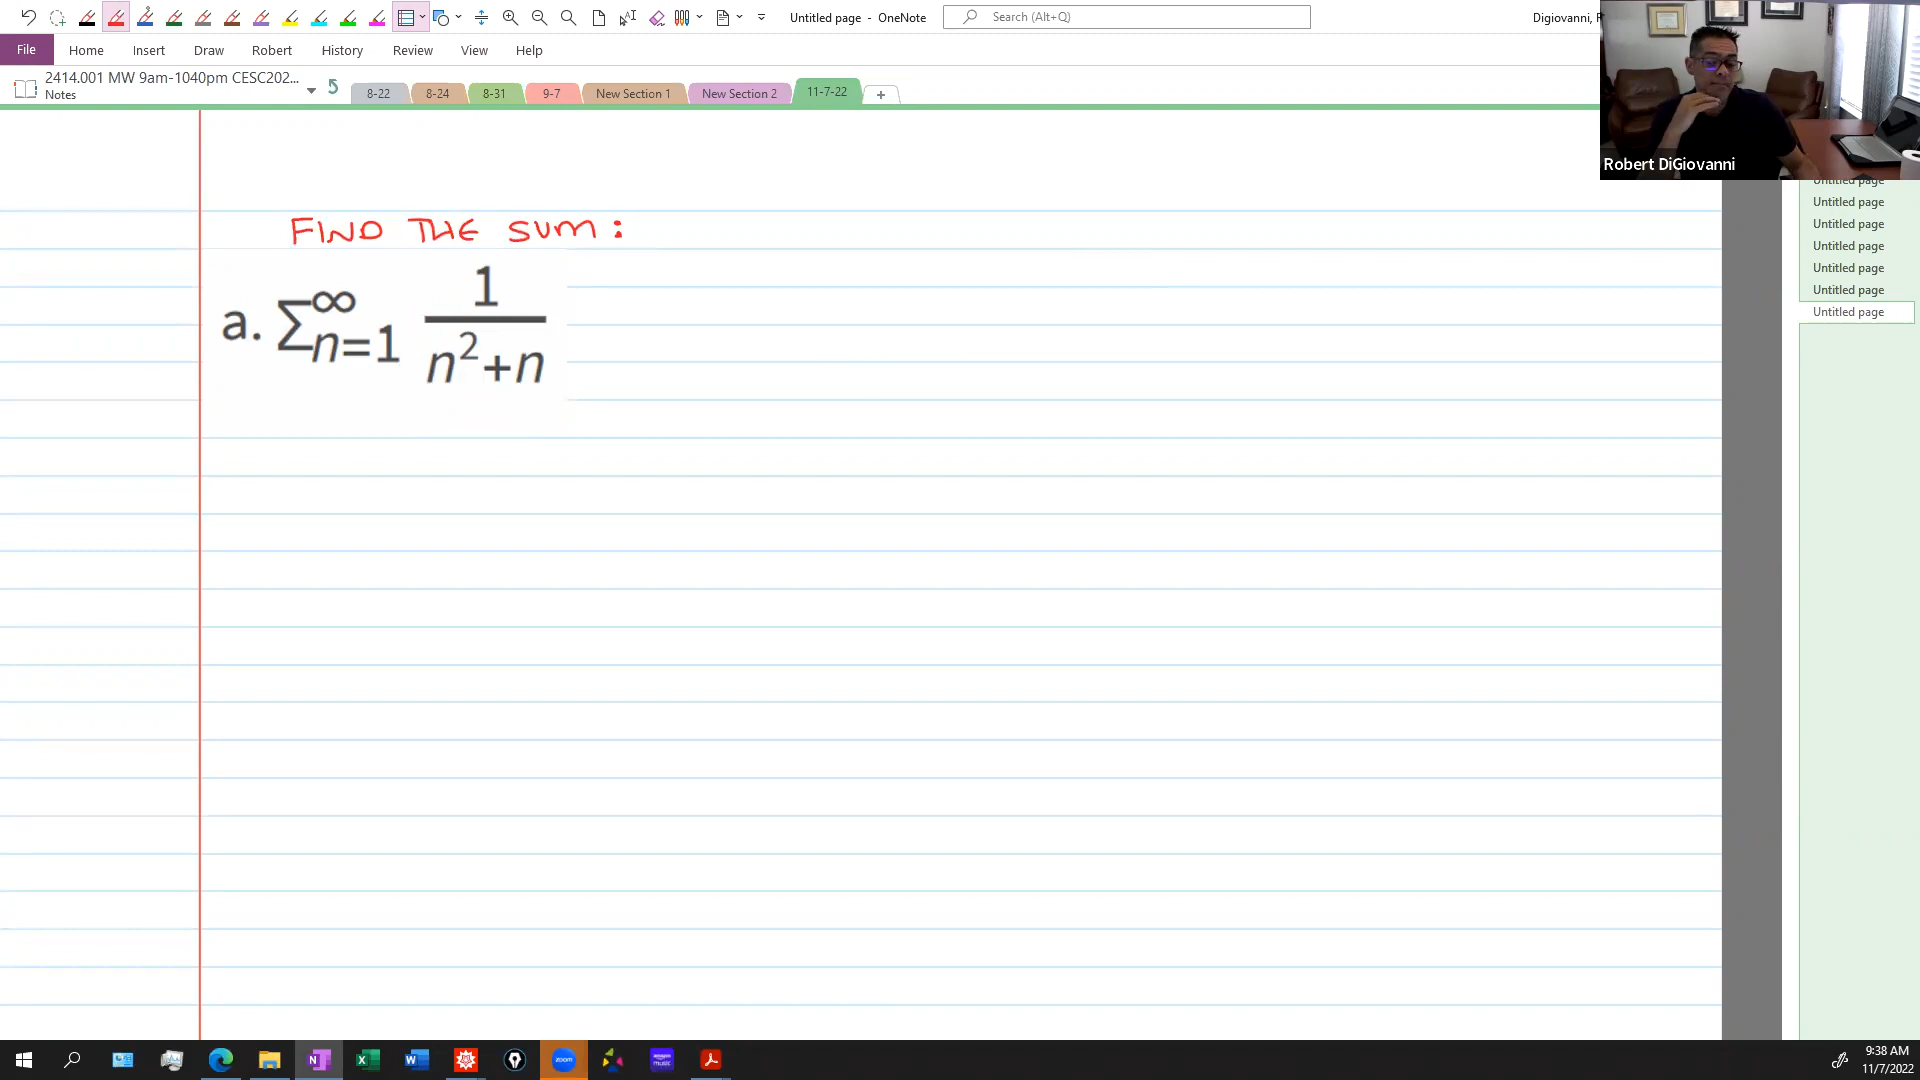 Untitled page - OneNote
Search (Alt+Q)
Digiovanni, R
File
Home
Insert
Draw
Robert
History
Review
View
Help
2414.001 MW 9am-1040pm CESC202...
Notes
8-22
8-24
8-31
9-7
New Section 1
New Section 2
11-7-22
Robert DiGiovanni
Untitled page
Untitled page
Untitled page
Untitled page
Untitled page
Untitled page
Untitled page
FIND THE SUM:
a. ∑_{n=1}^{∞} 1/(n²+n)
zoom
amazon music
9:38 AM
11/7/2022